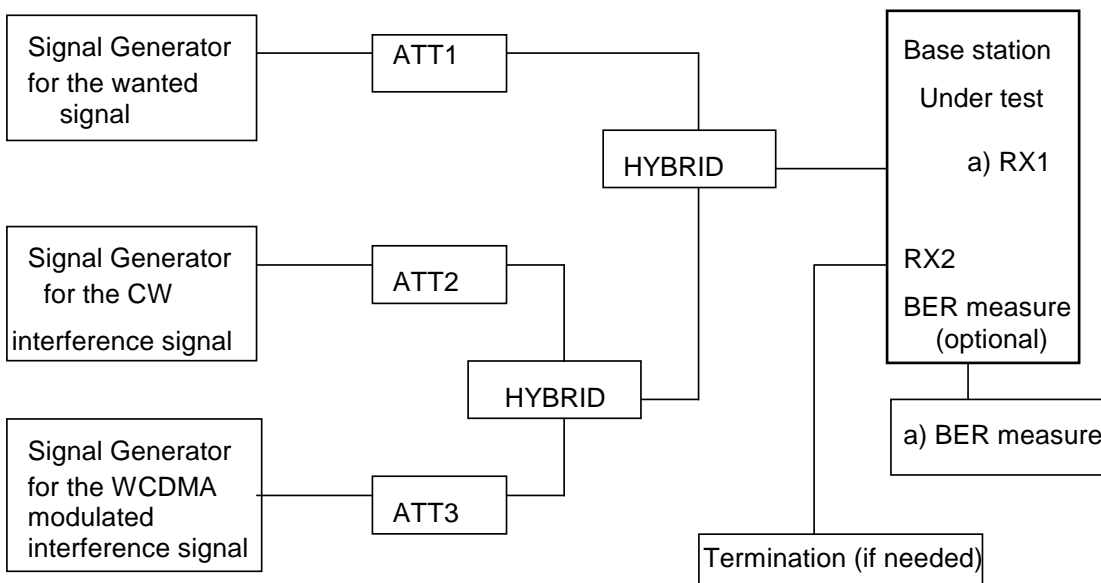 Signal Generator
for the wanted
signal
ATT1
HYBRID
Base station
Under test
a) RX1
RX2
BER measure
(optional)
a) BER measure
Signal Generator
for the CW
interference signal
ATT2
HYBRID
Signal Generator
for the WCDMA
modulated
interference signal
ATT3
Termination (if needed)